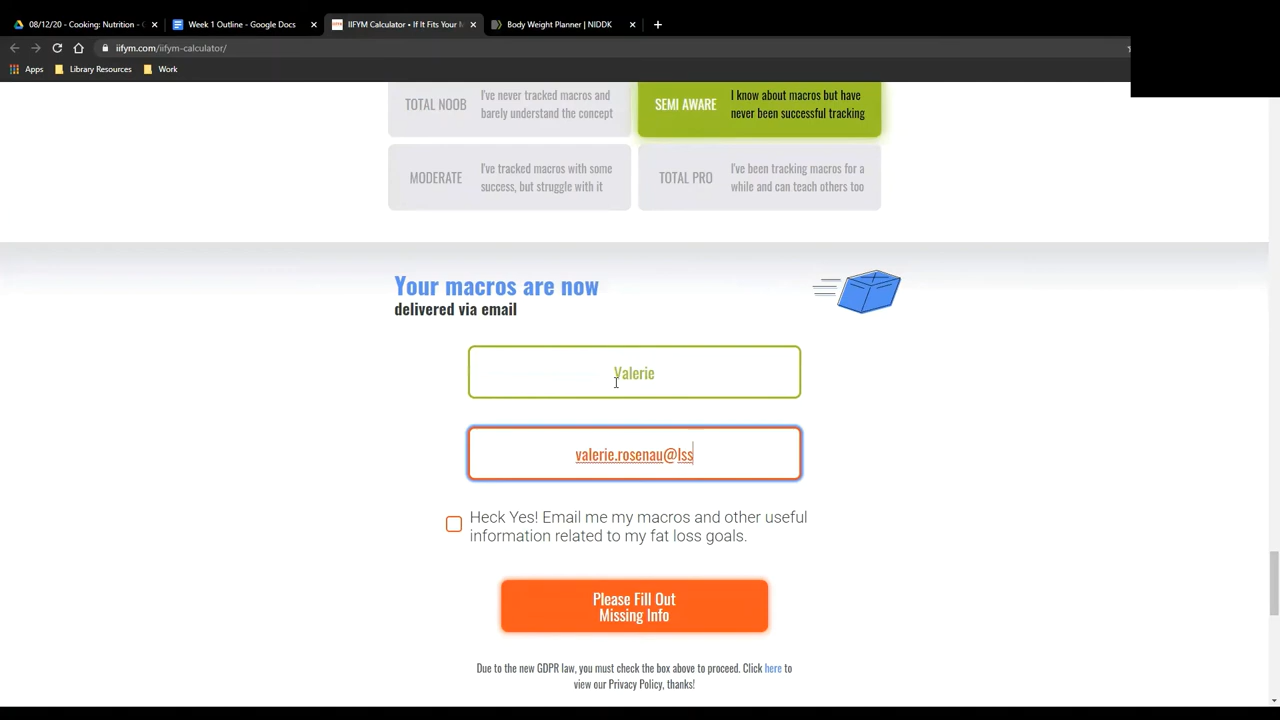 08/12/20 - Cooking: Nutrition -
Week 1 Outline - Google Docs
IIFYM Calculator • If It Fits Your M
Body Weight Planner | NIDDK
iifym.com/iifym-calculator/
Apps
Library Resources
Work
TOTAL NOOB
I've never tracked macros and
barely understand the concept
SEMI AWARE
I know about macros but have
never been successful tracking
MODERATE
I've tracked macros with some
success, but struggle with it
TOTAL PRO
I've been tracking macros for a
while and can teach others too
Your macros are now
delivered via email
Valerie
valerie.rosenau@lss
Heck Yes! Email me my macros and other useful
information related to my fat loss goals.
Please Fill Out
Missing Info
Due to the new GDPR law, you must check the box above to proceed. Click here to
view our Privacy Policy, thanks!